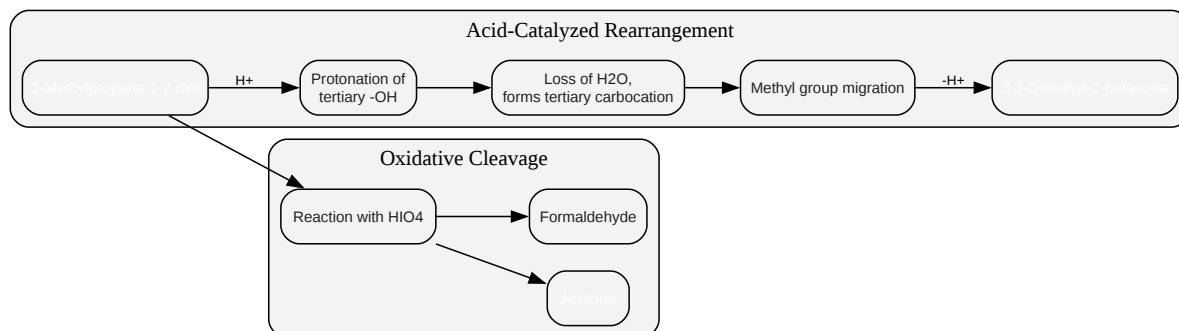 Acid-Catalyzed Rearrangement
2-Methylpropane-1,2-diol
H+
Protonation of
tertiary -OH
Loss of H2O,
forms tertiary carbocation
Methyl group migration
-H+
3,3-Dimethyl-2-butanone
Oxidative Cleavage
Reaction with HIO4
Formaldehyde
Acetone